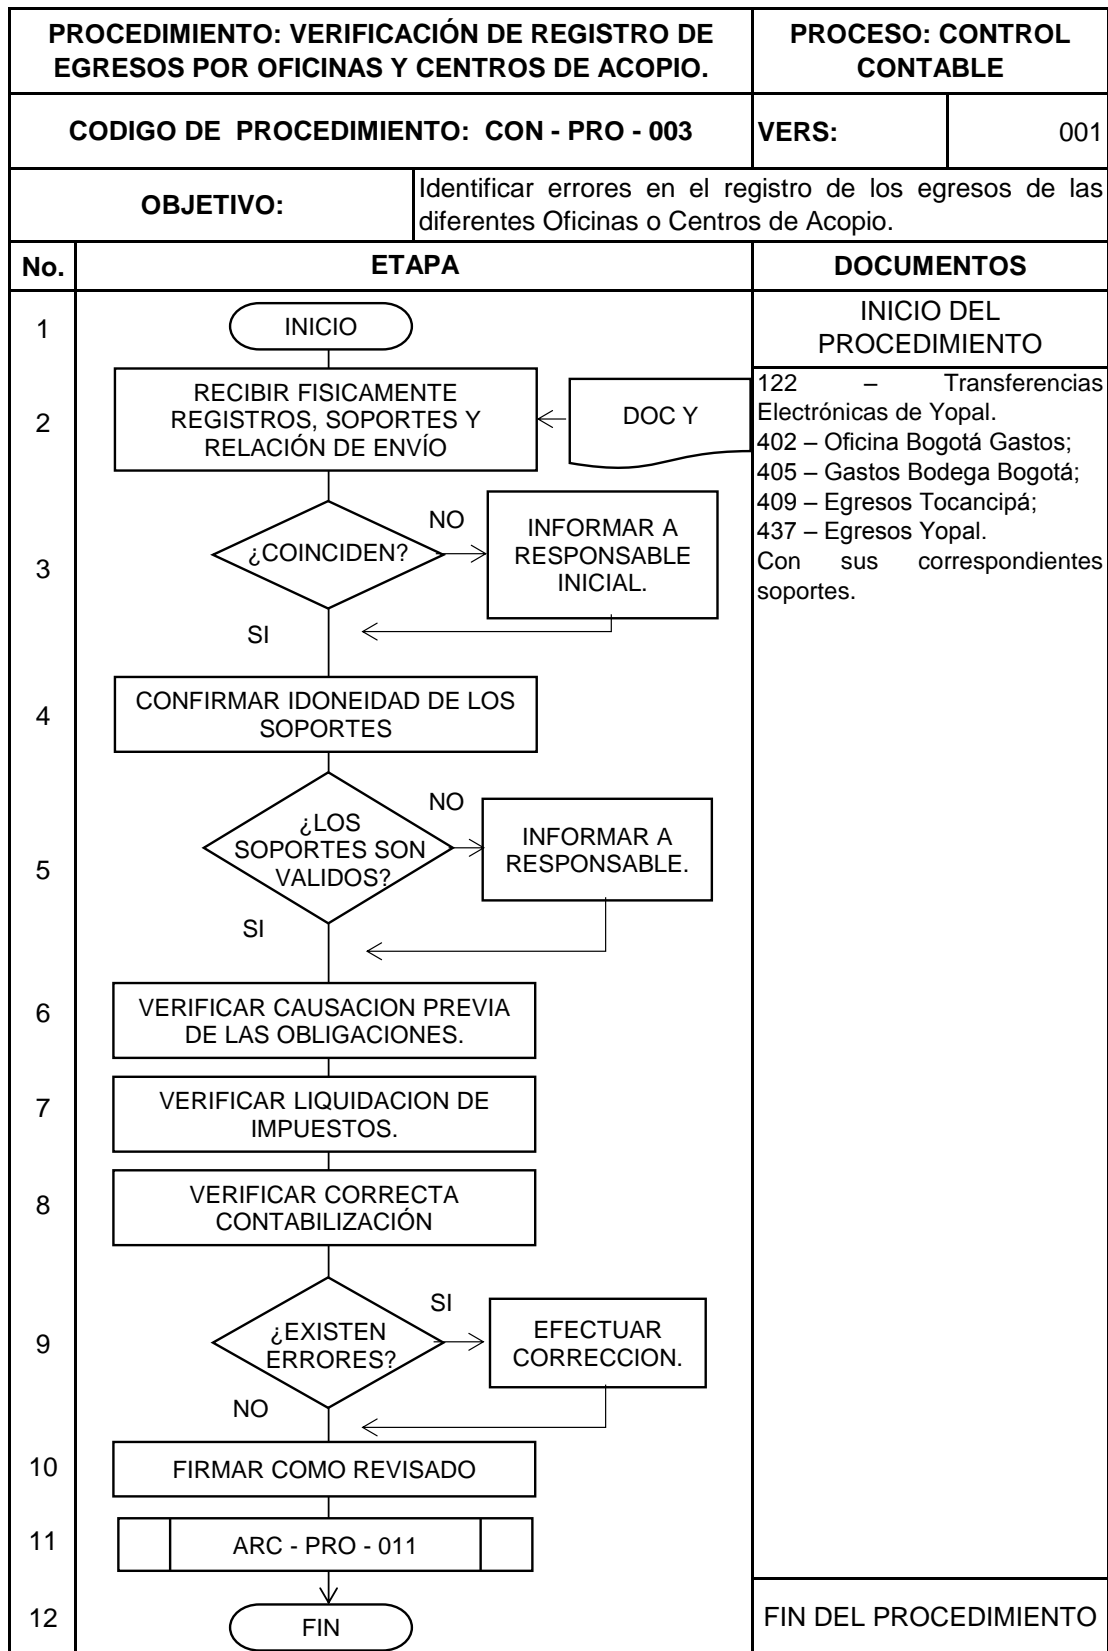 PROCEDIMIENTO: VERIFICACIÓN DE REGISTRO DE
EGRESOS POR OFICINAS Y CENTROS DE ACOPIO.
PROCESO: CONTROL
CONTABLE
CODIGO DE PROCEDIMIENTO: CON - PRO - 003
VERS:
001
OBJETIVO:
Identificar errores en el registro de los egresos de las
diferentes Oficinas o Centros de Acopio.
No.
ETAPA
DOCUMENTOS
1
INICIO
INICIO DEL
PROCEDIMIENTO
2
RECIBIR FISICAMENTE
REGISTROS, SOPORTES Y
RELACIÓN DE ENVÍO
DOC Y
122 – Transferencias
Electrónicas de Yopal.
402 – Oficina Bogotá Gastos;
405 – Gastos Bodega Bogotá;
409 – Egresos Tocancipá;
437 – Egresos Yopal.
Con sus correspondientes
soportes.
3
¿COINCIDEN?
NO
INFORMAR A
RESPONSABLE
INICIAL.
SI
4
CONFIRMAR IDONEIDAD DE LOS
SOPORTES
5
¿LOS
SOPORTES SON
VALIDOS?
NO
INFORMAR A
RESPONSABLE.
SI
6
VERIFICAR CAUSACION PREVIA
DE LAS OBLIGACIONES.
7
VERIFICAR LIQUIDACION DE
IMPUESTOS.
8
VERIFICAR CORRECTA
CONTABILIZACIÓN
9
¿EXISTEN
ERRORES?
SI
EFECTUAR
CORRECCION.
NO
10
FIRMAR COMO REVISADO
11
ARC - PRO - 011
12
FIN
FIN DEL PROCEDIMIENTO